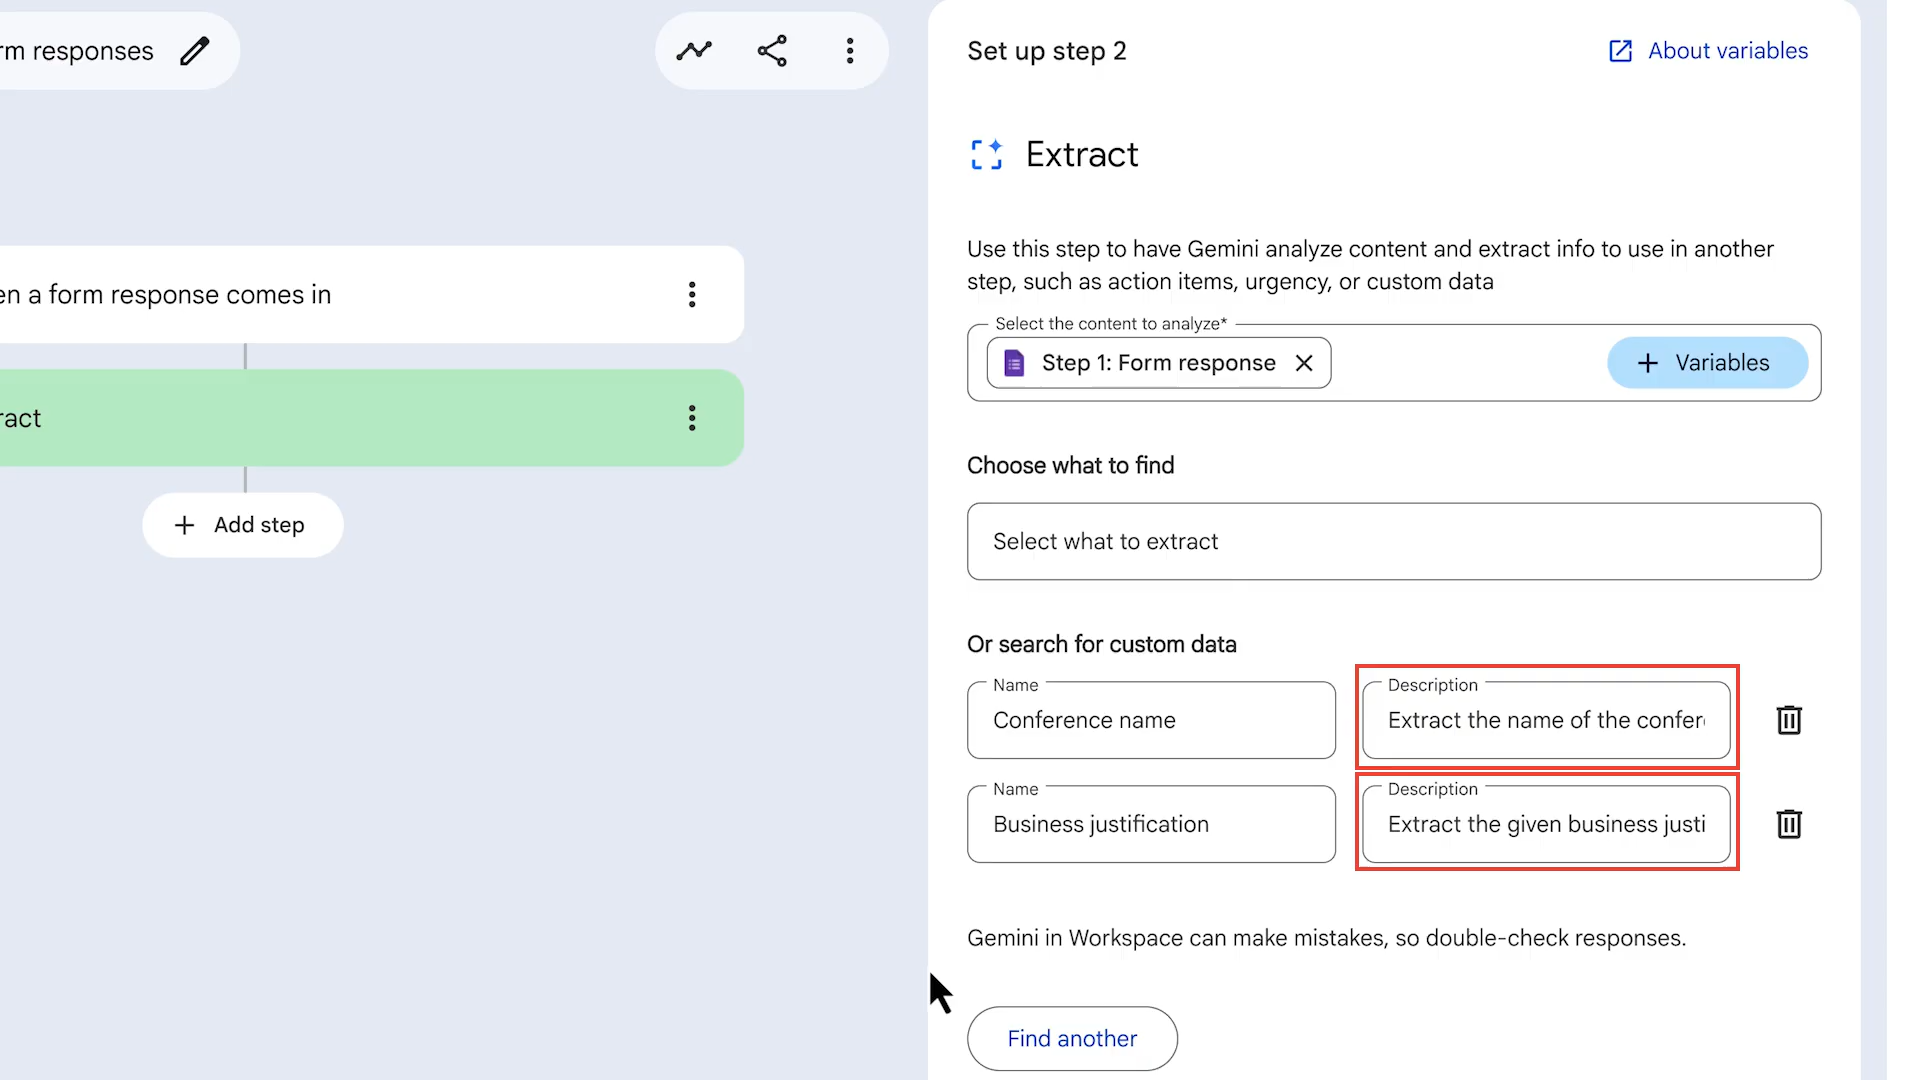 rm responses
Set up step 2
About variables
Extract
Use this step to have Gemini analyze content and extract info to use in another
step, such as action items, urgency, or custom data
en a form response comes in
Select the content to analyze*
Step 1: Form response
Variables
ract
Choose what to find
Add step
Select what to extract
Or search for custom data
Name
Description
Conference name
Extract the name of the confer
Name
Description
Business justification
Extract the given business justi
Gemini in Workspace can make mistakes, so double-check responses.
Find another